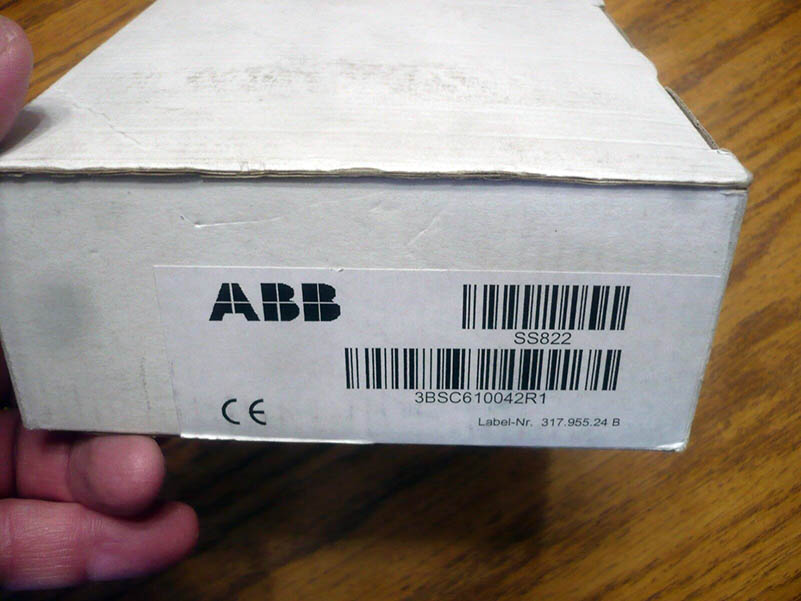 ABB
SS822
3BSC610042R1
CE
Label-Nr. 317.955.24 B